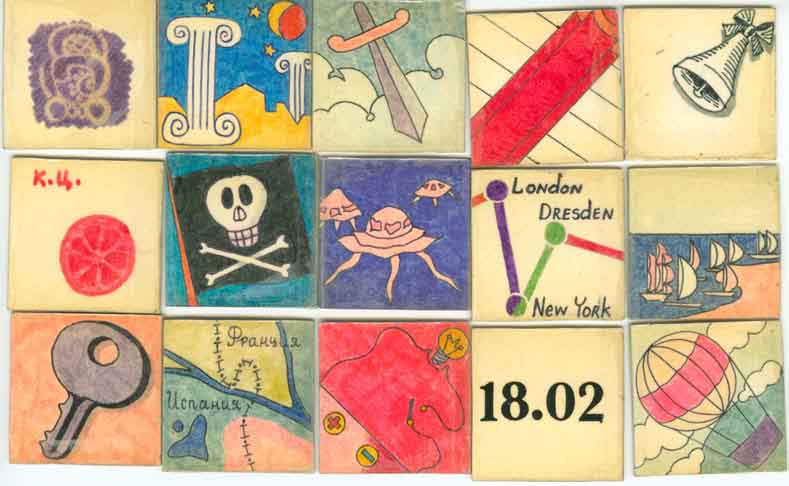 К.Ц.
LONDON
DRESDEN
NEW YORK
Франция
Испания
18.02